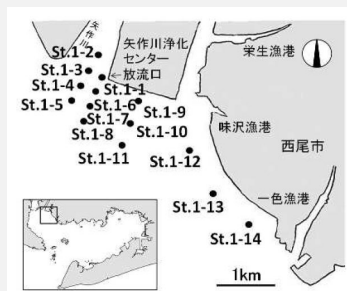 矢作川
矢作川浄化
センター
放流口
栄生漁港
味沢漁港
西尾市
一色漁港
St.1-2
St.1-3
St.1-4
St.1-5
St.1-1
St.1-6
St.1-7
St.1-8
St.1-9
St.1-10
St.1-11
St.1-12
St.1-13
St.1-14
1km